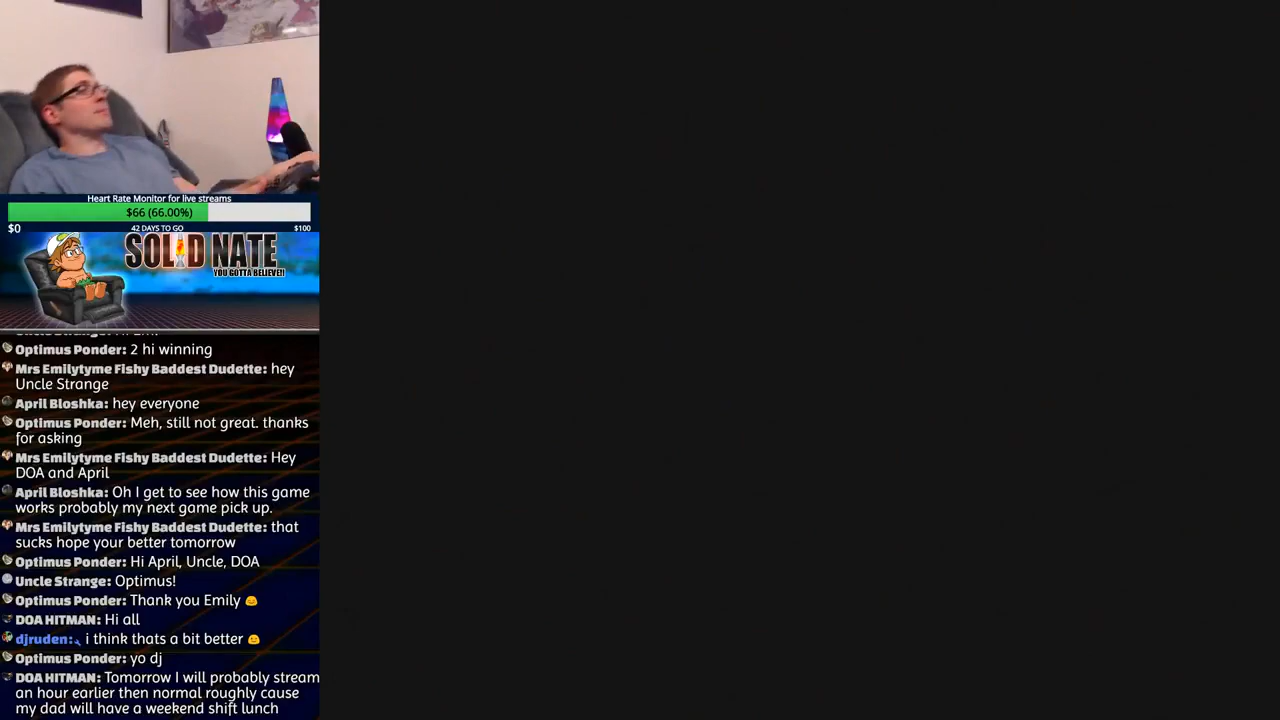 Heart Rate Monitor for live streams
$66 (66.00%)
$0 42 DAYS TO GO $100
SOLID NATE
YOU GOTTA BELIEVE!!
Optimus Ponder: 2 hi winning
Mrs Emilytyme Fishy Baddest Dudette: hey
Uncle Strange
April Bloshka: hey everyone
Optimus Ponder: Meh, still not great. thanks
for asking
Mrs Emilytyme Fishy Baddest Dudette: Hey
DOA and April
April Bloshka: Oh I get to see how this game
works probably my next game pick up.
Mrs Emilytyme Fishy Baddest Dudette: that
sucks hope your better tomorrow
Optimus Ponder: Hi April, Uncle, DOA
Uncle Strange: Optimus!
Optimus Ponder: Thank you Emily
DOA HITMAN: Hi all
djruden: i think thats a bit better
Optimus Ponder: yo dj
DOA HITMAN: Tomorrow I will probably stream
an hour earlier then normal roughly cause
my dad will have a weekend shift lunch